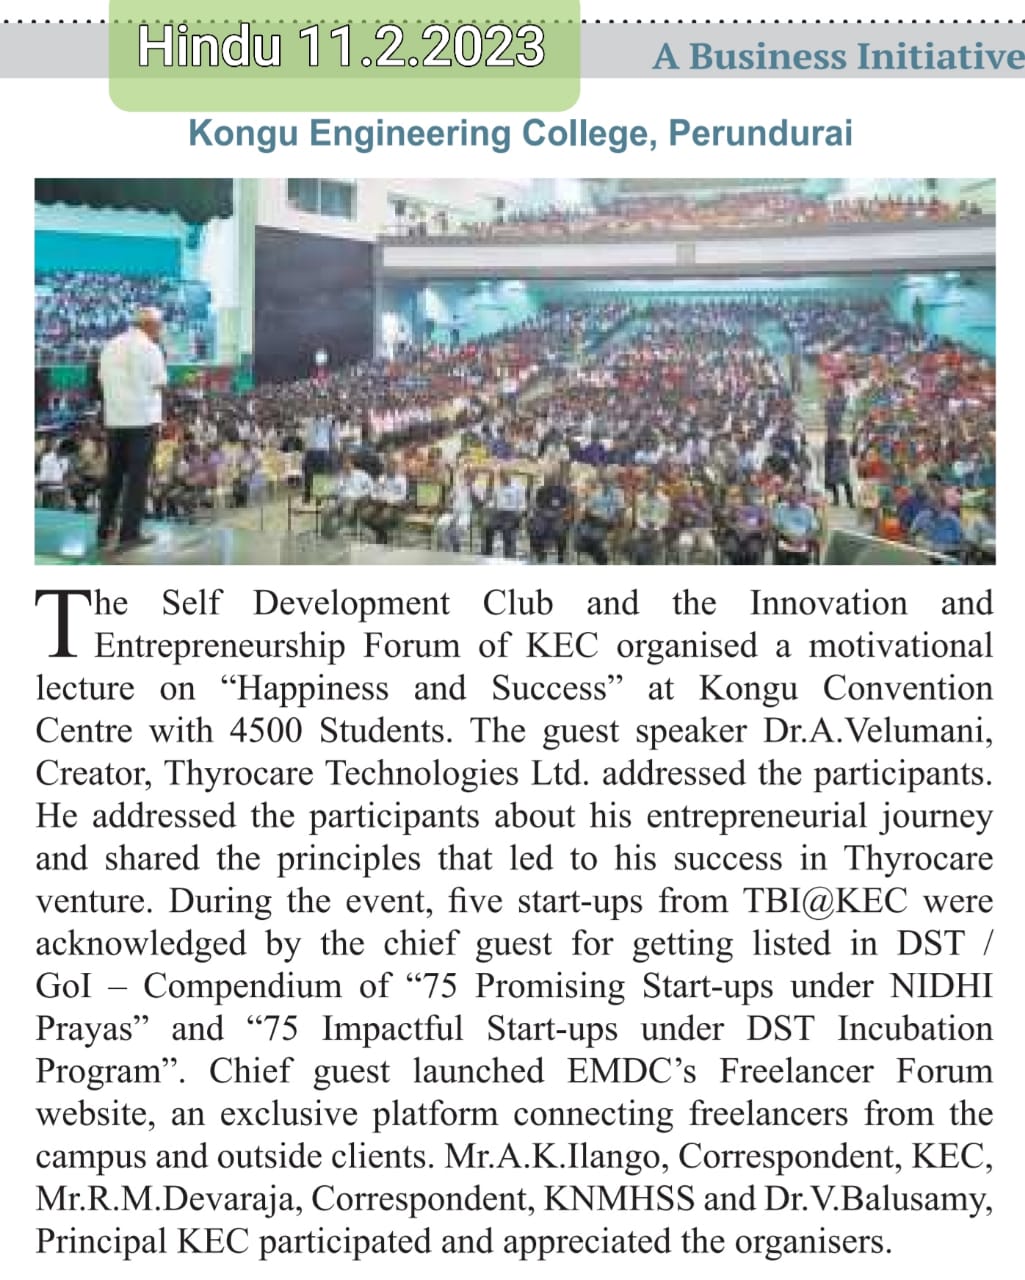 Hindu 11.2.2023
A Business Initiative
Kongu Engineering College, Perundurai
The Self Development Club and the Innovation and
Entrepreneurship Forum of KEC organised a motivational
lecture on “Happiness and Success” at Kongu Convention
Centre with 4500 Students. The guest speaker Dr.A.Velumani,
Creator, Thyrocare Technologies Ltd. addressed the participants.
He addressed the participants about his entrepreneurial journey
and shared the principles that led to his success in Thyrocare
venture. During the event, five start-ups from TBI@KEC were
acknowledged by the chief guest for getting listed in DST /
GoI – Compendium of “75 Promising Start-ups under NIDHI
Prayas” and “75 Impactful Start-ups under DST Incubation
Program”. Chief guest launched EMDC’s Freelancer Forum
website, an exclusive platform connecting freelancers from the
campus and outside clients. Mr.A.K.Ilango, Correspondent, KEC,
Mr.R.M.Devaraja, Correspondent, KNMHSS and Dr.V.Balusamy,
Principal KEC participated and appreciated the organisers.